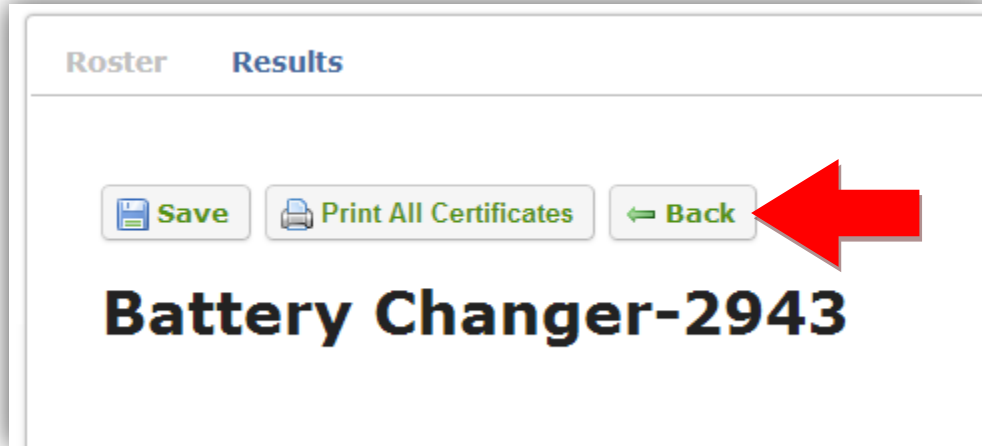 Roster Results
Save Print All Certificates Back
Battery Changer-2943